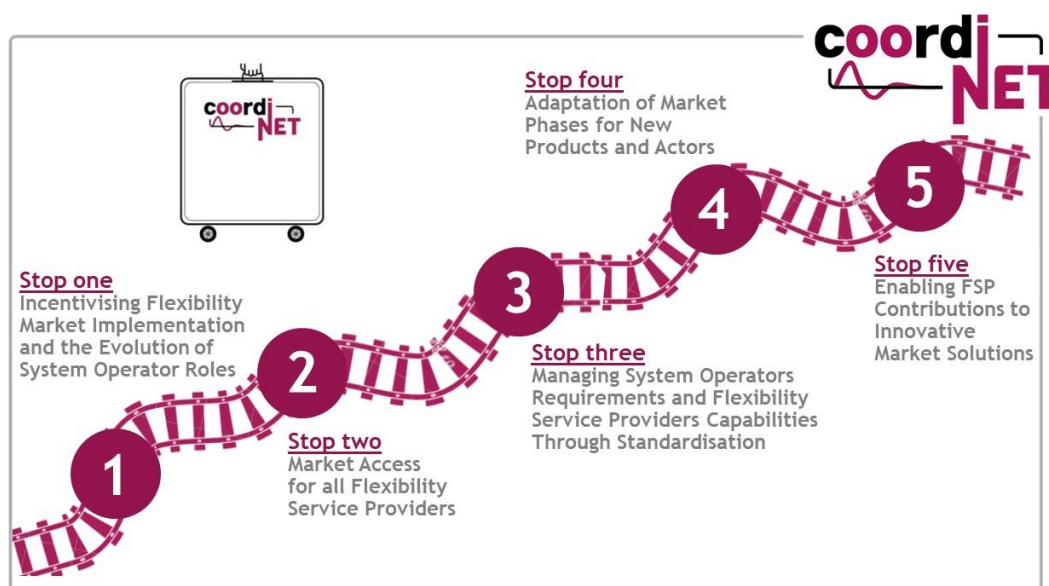 coordi
NET
coordi
NET
Stop four
Adaptation of Market
Phases for New
Products and Actors
5
4
Stop five
Enabling FSP
Contributions to
Innovative
Market Solutions
3
Stop one
Incentivising Flexibility
Market Implementation
and the Evolution of
System Operator Roles
2
Stop three
Managing System Operators
Requirements and Flexibility
Service Providers Capabilities
Through Standardisation
Stop two
Market Access
for all Flexibility
Service Providers
1